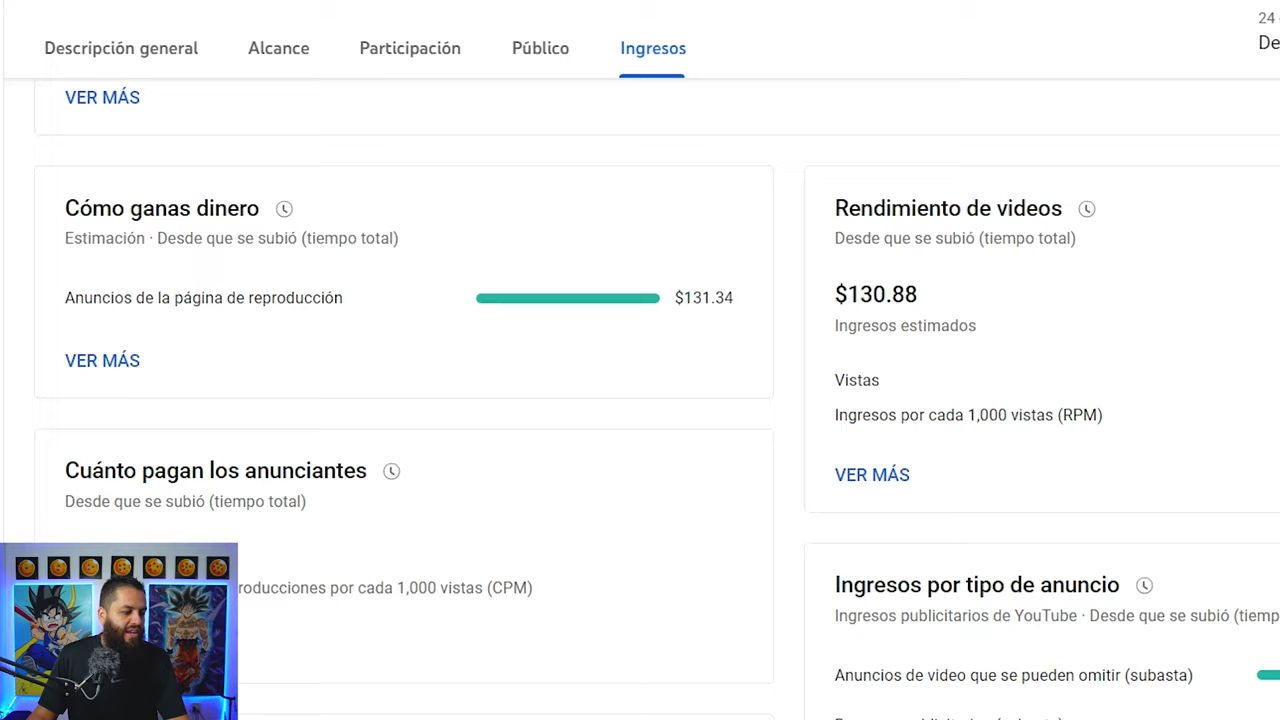 Descripción general
Alcance
Participación
Público
Ingresos
24
De
VER MÁS
Cómo ganas dinero
Estimación · Desde que se subió (tiempo total)
Anuncios de la página de reproducción
$131.34
VER MÁS
Rendimiento de videos
Desde que se subió (tiempo total)
$130.88
Ingresos estimados
Vistas
Ingresos por cada 1,000 vistas (RPM)
VER MÁS
Cuánto pagan los anunciantes
Desde que se subió (tiempo total)
roducciones por cada 1,000 vistas (CPM)
Ingresos por tipo de anuncio
Ingresos publicitarios de YouTube · Desde que se subió (tiemp
Anuncios de video que se pueden omitir (subasta)